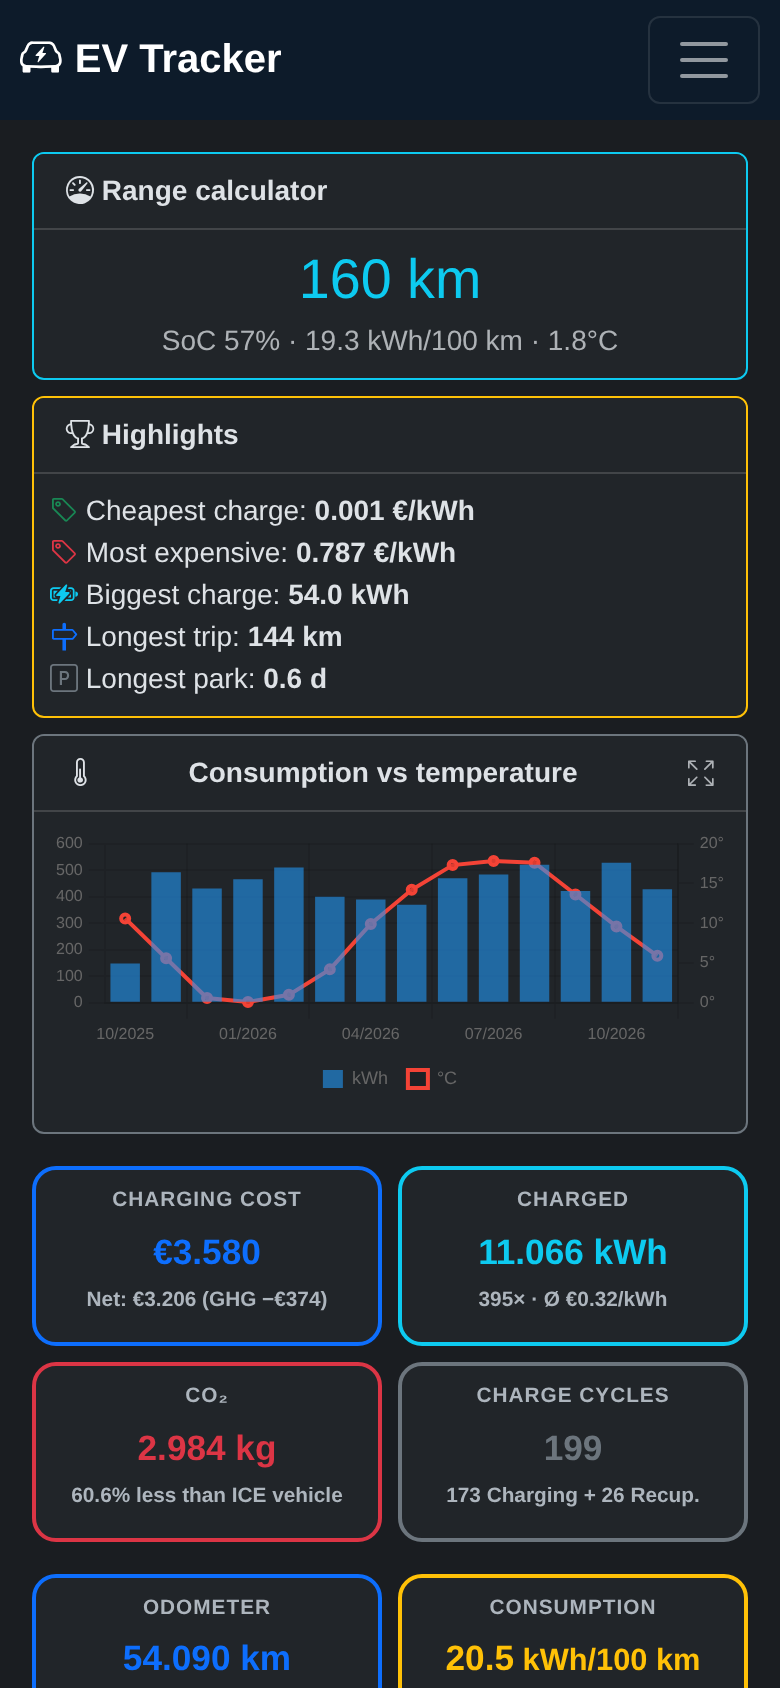 EV Tracker
Range calculator
160 km
SoC 57% · 19.3 kWh/100 km · 1.8°C
Highlights
Cheapest charge: 0.001 €/kWh
Most expensive: 0.787 €/kWh
Biggest charge: 54.0 kWh
Longest trip: 144 km
P Longest park: 0.6 d
Consumption vs temperature
600 20°
500
400 15°
300 10°
200
100 5°
0 0°
10/2025 01/2026 04/2026 07/2026 10/2026
kWh °C
CHARGING COST
€3.580
Net: €3.206 (GHG −€374)
CHARGED
11.066 kWh
395× · Ø €0.32/kWh
CO₂
2.984 kg
60.6% less than ICE vehicle
CHARGE CYCLES
199
173 Charging + 26 Recup.
ODOMETER
54.090 km
CONSUMPTION
20.5 kWh/100 km